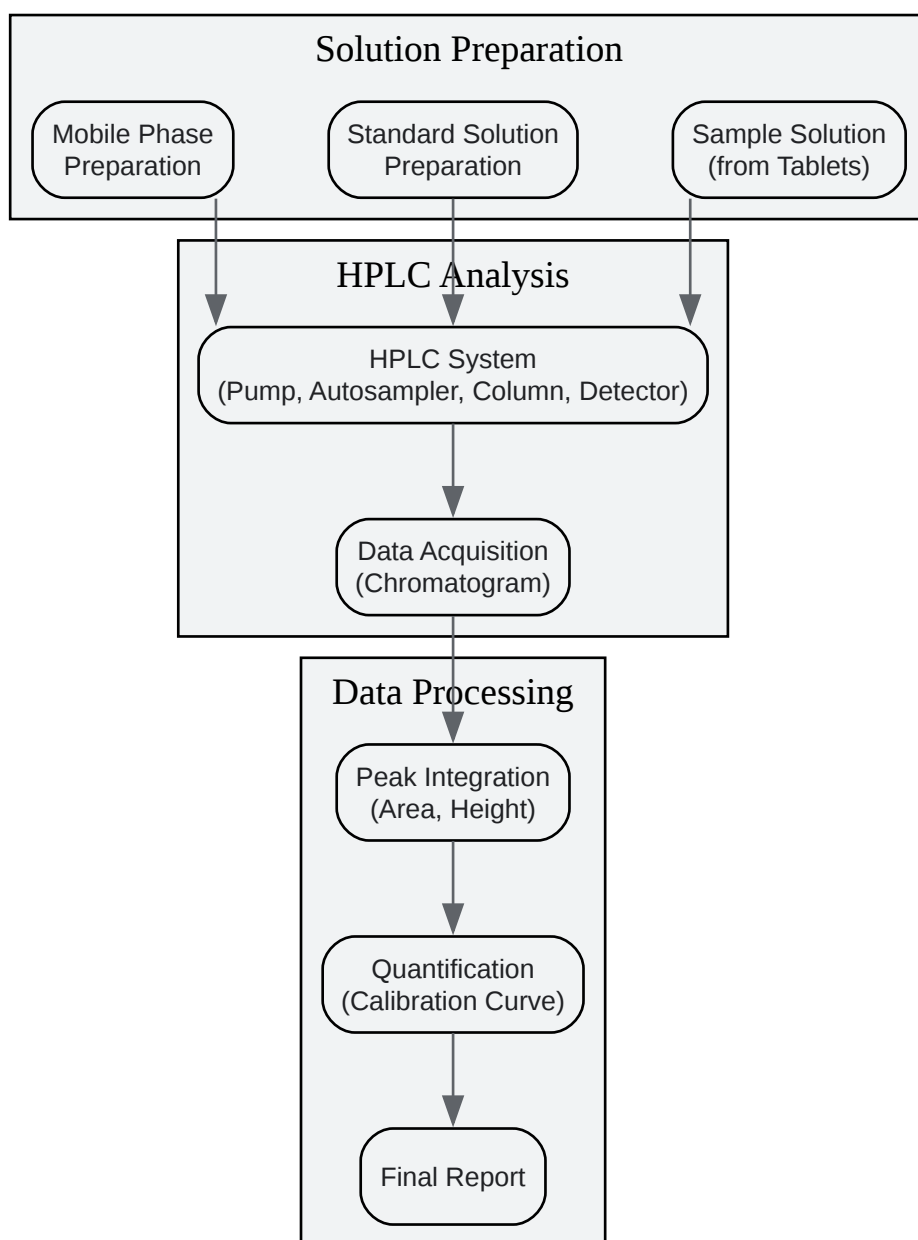 Solution Preparation
Mobile Phase
Preparation
Standard Solution
Preparation
Sample Solution
(from Tablets)
HPLC Analysis
HPLC System
(Pump, Autosampler, Column, Detector)
Data Acquisition
(Chromatogram)
Data Processing
Peak Integration
(Area, Height)
Quantification
(Calibration Curve)
Final Report